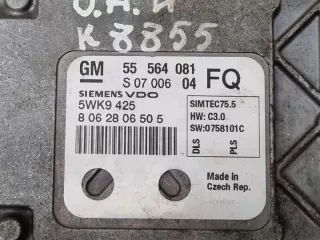 K 8855
GM 55 564 081 FQ
S 07 006 04
SIEMENS VDO
5WK9 425
8 06 28 06 50 5
SIMTEC75.5
HW: C3.0
SW:0758101C
DLS PLS
Made in
Czech Rep.